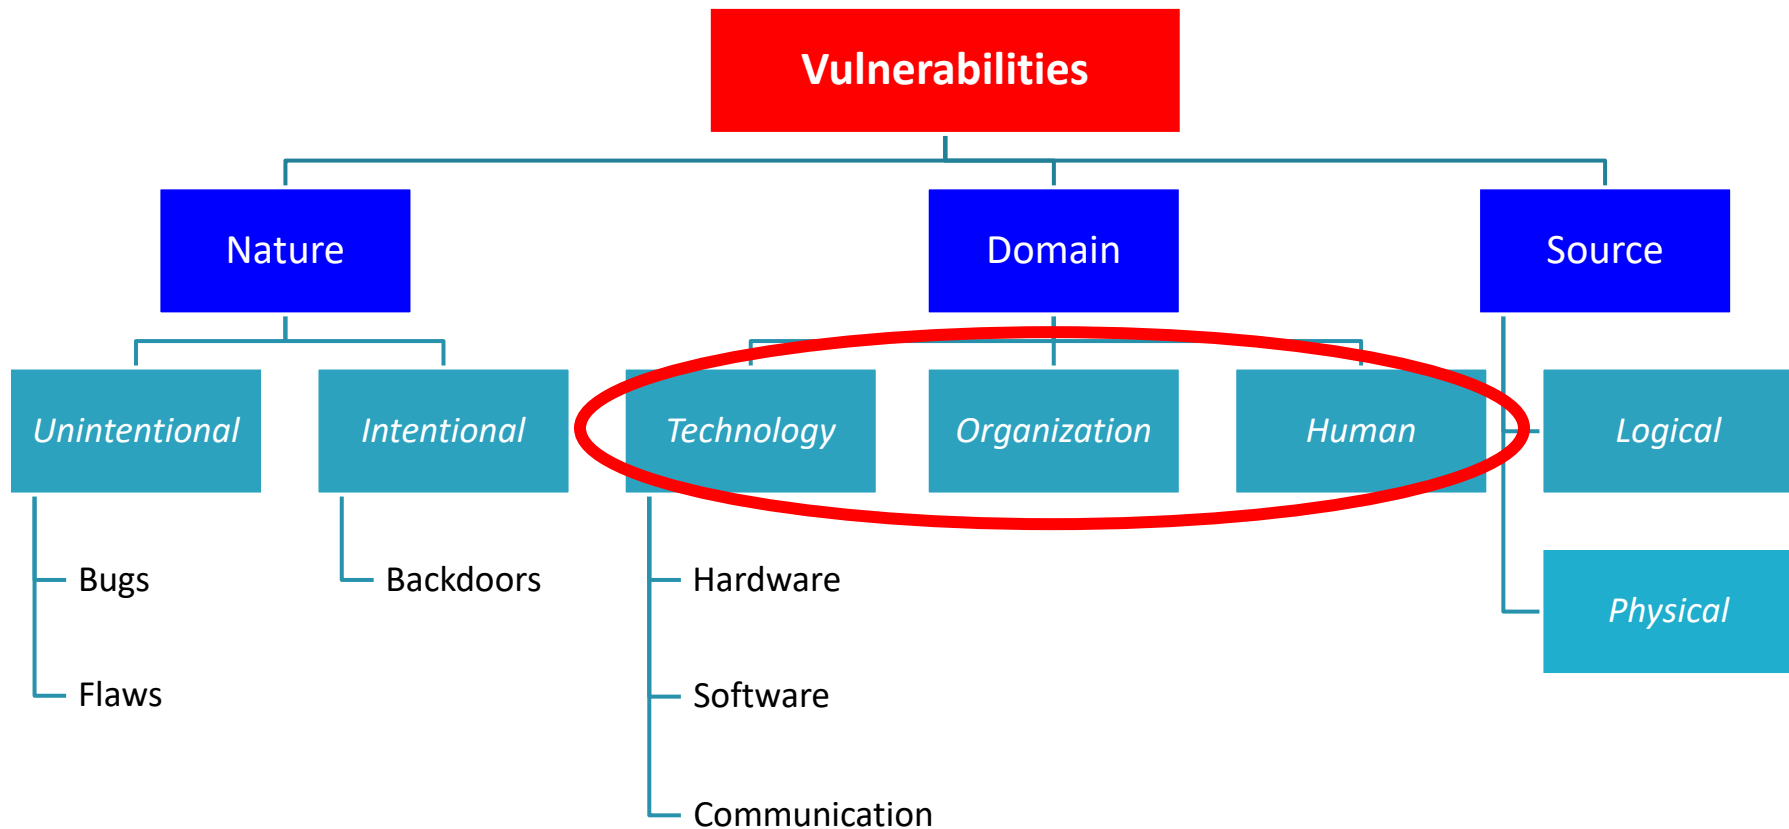 Vulnerabilities
Nature
Domain
Source
Unintentional
Intentional
Technology
Organization
Human
Logical
Bugs
Backdoors
Hardware
Physical
Flaws
Software
Communication